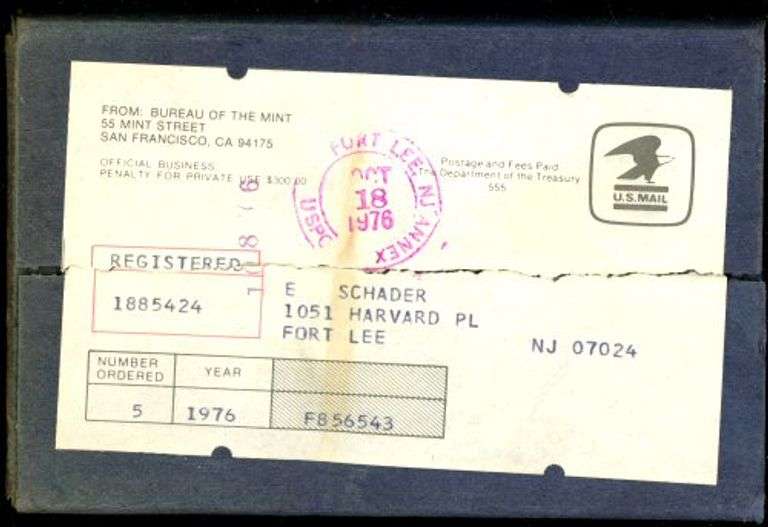 FROM: BUREAU OF THE MINT
55 MINT STREET
SAN FRANCISCO, CA 94175
OFFICIAL BUSINESS
PENALTY FOR PRIVATE USE $300.00
FORT LEE, NJ ANNEX
OCT
18
1976
USPO
Postage and Fees Paid
The Department of the Treasury
555
U.S.MAIL
REGISTERED
1885424
E SCHADER
1051 HARVARD PL
FORT LEE NJ 07024
NUMBER ORDERED
YEAR
5 1976 F856543